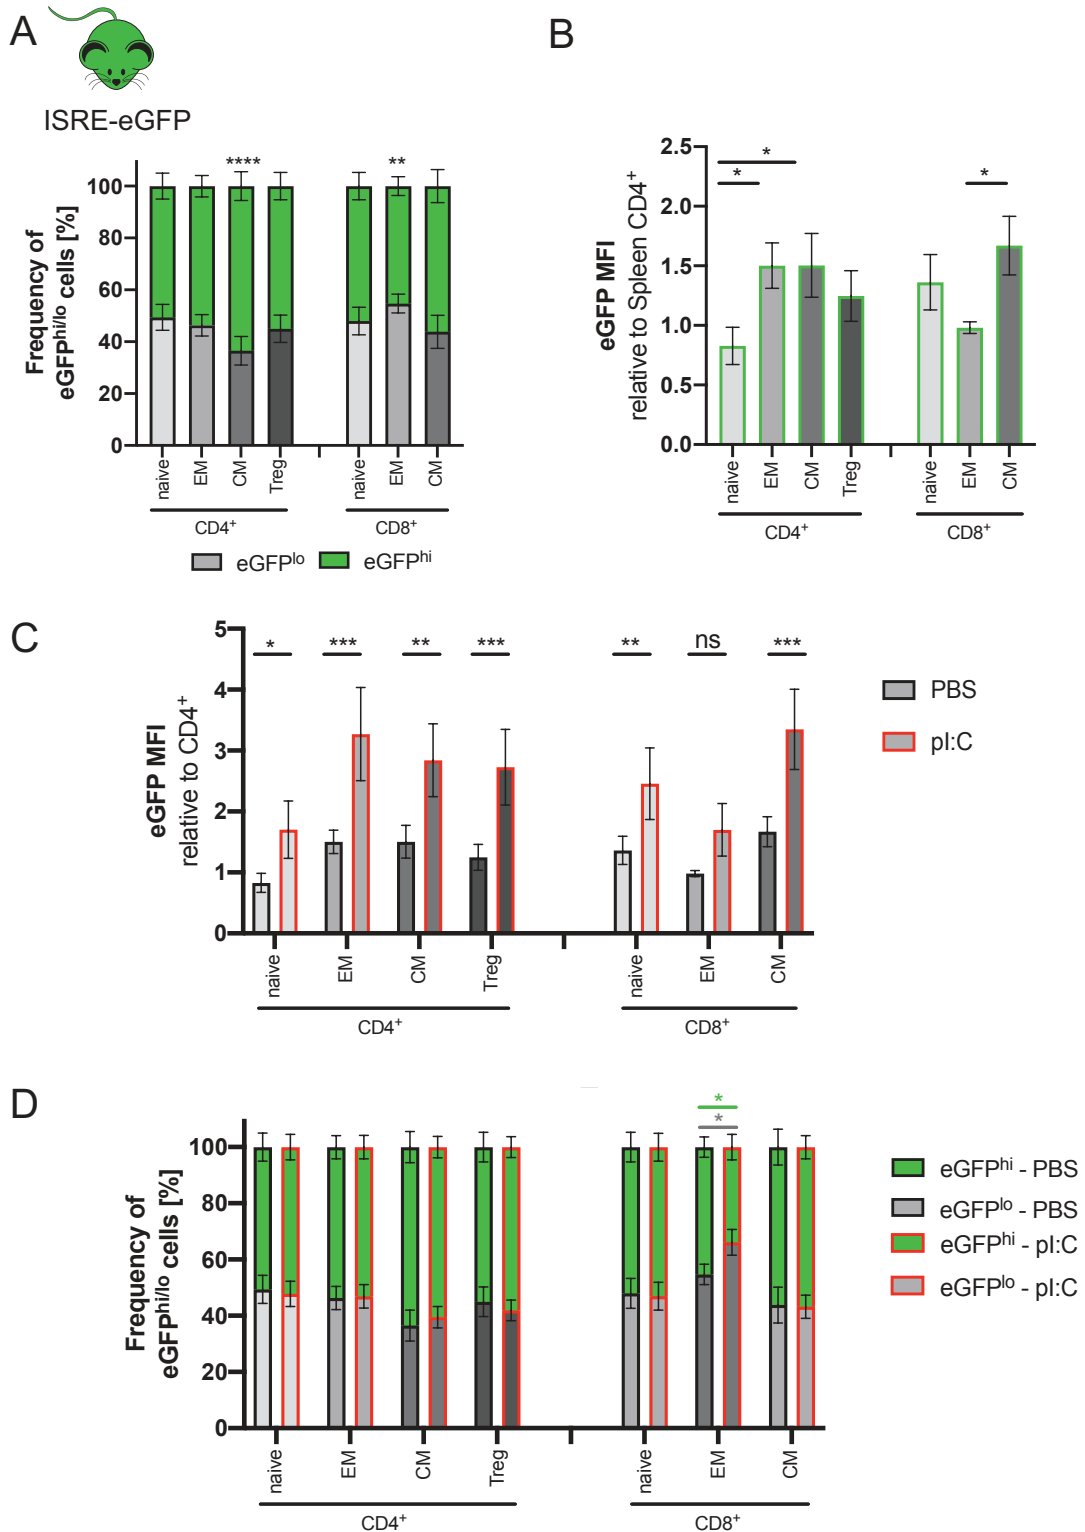 A
ISRE-eGFP
Frequency of
eGFPhi/lo cells [%]
100
80
60
40
20
0
**** **
naive EM CM Treg naive EM CM
CD4+ CD8+
eGFPlo eGFPhi
B
eGFP MFI
relative to Spleen CD4+
2.5
2.0
1.5
1.0
0.5
0.0
* * *
naive EM CM Treg naive EM CM
CD4+ CD8+
C
eGFP MFI
relative to CD4+
5
4
3
2
1
0
* *** ** *** ** ns ***
naive EM CM Treg naive EM CM
CD4+ CD8+
PBS
pI:C
D
Frequency of
eGFPhi/lo cells [%]
100
80
60
40
20
0
*
*
naive EM CM Treg naive EM CM
CD4+ CD8+
eGFPhi - PBS
eGFPlo - PBS
eGFPhi - pI:C
eGFPlo - pI:C